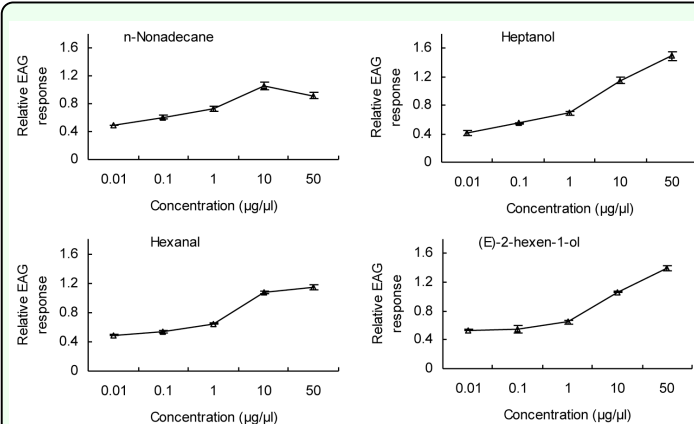 n-Nonadecane
Relative EAG
response
1.6
1.2
0.8
0.4
0
0.01 0.1 1 10 50
Concentration (µg/µl)
Heptanol
Relative EAG
response
1.6
1.2
0.8
0.4
0
0.01 0.1 1 10 50
Concentration (µg/µl)
Hexanal
Relative EAG
response
1.6
1.2
0.8
0.4
0
0.01 0.1 1 10 50
Concentration (µg/µl)
(E)-2-hexen-1-ol
Relative EAG
response
1.6
1.2
0.8
0.4
0
0.01 0.1 1 10 50
Concentration (µg/µl)